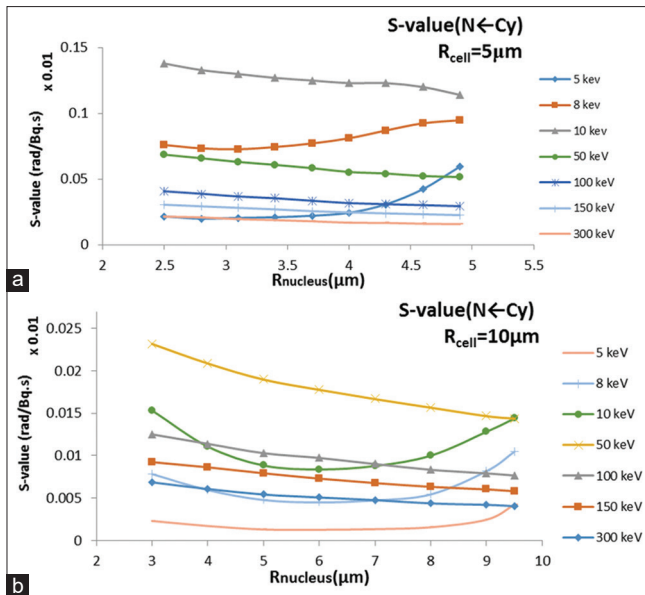 S-value(N←Cy)
R_cell=5µm
x 0.01
S-value (rad/Bq.s)
0.15
0.1
0.05
0
2
2.5
3
3.5
4
4.5
5
5.5
Rnucleus(µm)
5 kev
8 kev
10 kev
50 keV
100 keV
150 keV
300 keV
a
S-value(N←Cy)
R_cell=10µm
x 0.01
S-value (rad/Bq.s)
0.025
0.02
0.015
0.01
0.005
0
2
3
4
5
6
7
8
9
10
Rnucleus(µm)
5 keV
8 keV
10 keV
50 keV
100 keV
150 keV
300 keV
b